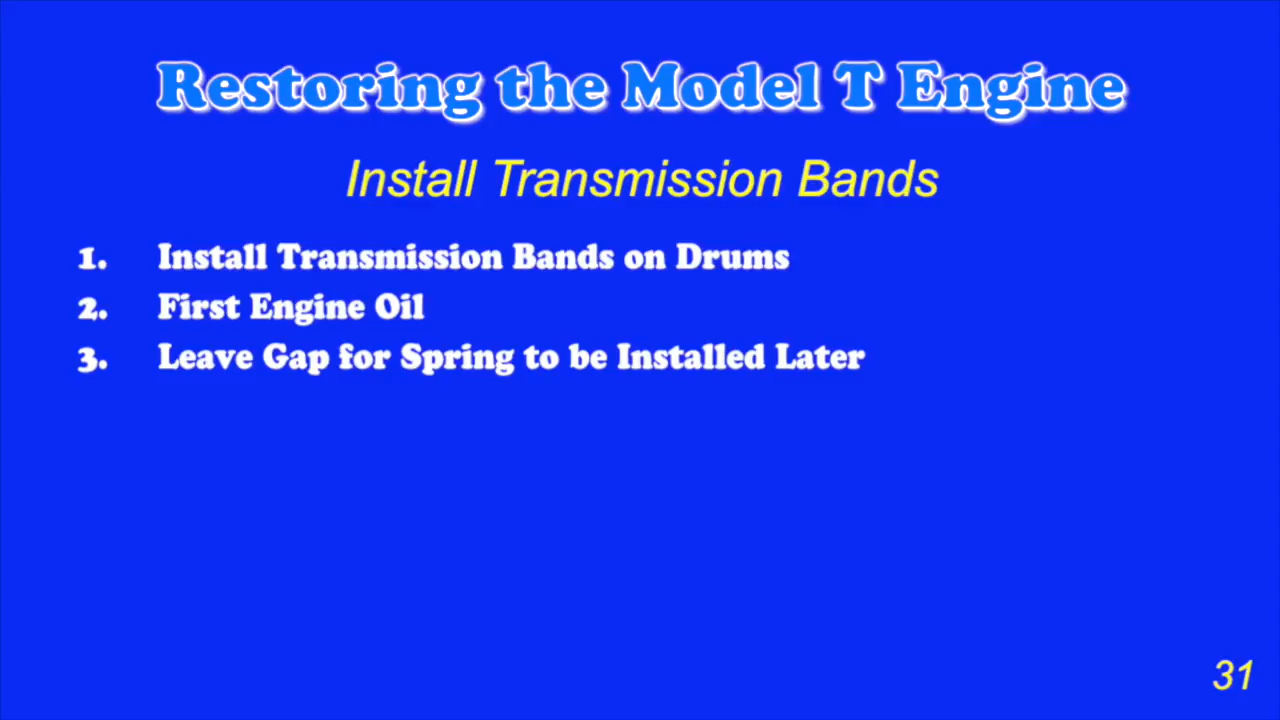 Restoring the Model T Engine
Install Transmission Bands
1. Install Transmission Bands on Drums
2. First Engine Oil
3. Leave Gap for Spring to be Installed Later
31